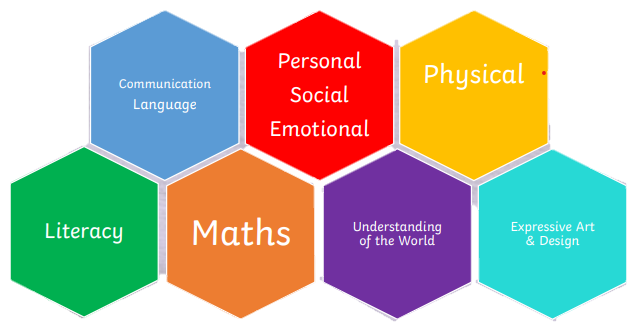 Communication
Language
Personal
Social
Emotional
Physical
Literacy
Maths
Understanding
of the World
Expressive Art
& Design